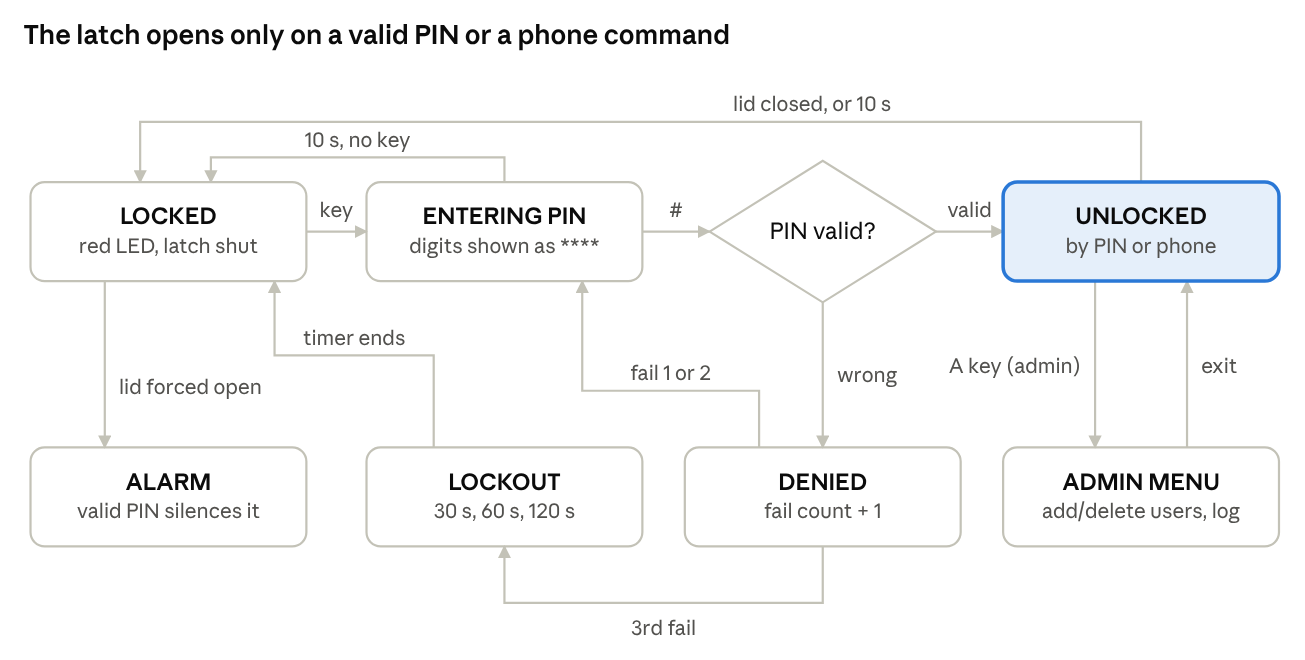 The latch opens only on a valid PIN or a phone command
lid closed, or 10 s
10 s, no key
LOCKED
red LED, latch shut
key
ENTERING PIN
digits shown as ****
#
PIN valid?
valid
UNLOCKED
by PIN or phone
timer ends
lid forced open
fail 1 or 2
wrong
A key (admin)
exit
ALARM
valid PIN silences it
LOCKOUT
30 s, 60 s, 120 s
DENIED
fail count + 1
ADMIN MENU
add/delete users, log
3rd fail